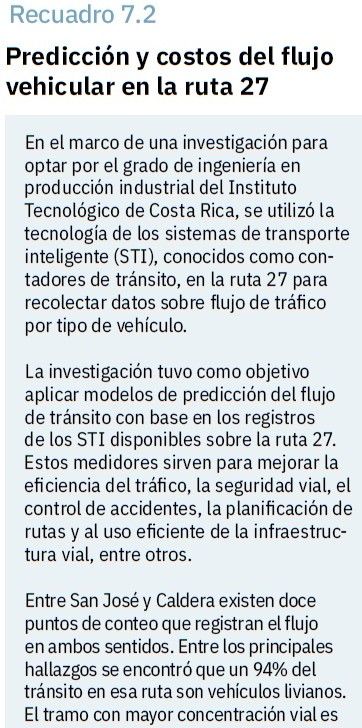 Recuadro 7.2
Predicción y costos del flujo
vehicular en la ruta 27
En el marco de una investigación para
optar por el grado de ingeniería en
producción industrial del Instituto
Tecnológico de Costa Rica, se utilizó la
tecnología de los sistemas de transporte
inteligente (STI), conocidos como con-
tadores de tránsito, en la ruta 27 para
recolectar datos sobre flujo de tráfico
por tipo de vehículo.
La investigación tuvo como objetivo
aplicar modelos de predicción del flujo
de tránsito con base en los registros
de los STI disponibles sobre la ruta 27.
Estos medidores sirven para mejorar la
eficiencia del tráfico, la seguridad vial, el
control de accidentes, la planificación de
rutas y al uso eficiente de la infraestruc-
tura vial, entre otros.
Entre San José y Caldera existen doce
puntos de conteo que registran el flujo
en ambos sentidos. Entre los principales
hallazgos se encontró que un 94% del
tránsito en esa ruta son vehículos livianos.
El tramo con mayor concentración vial es